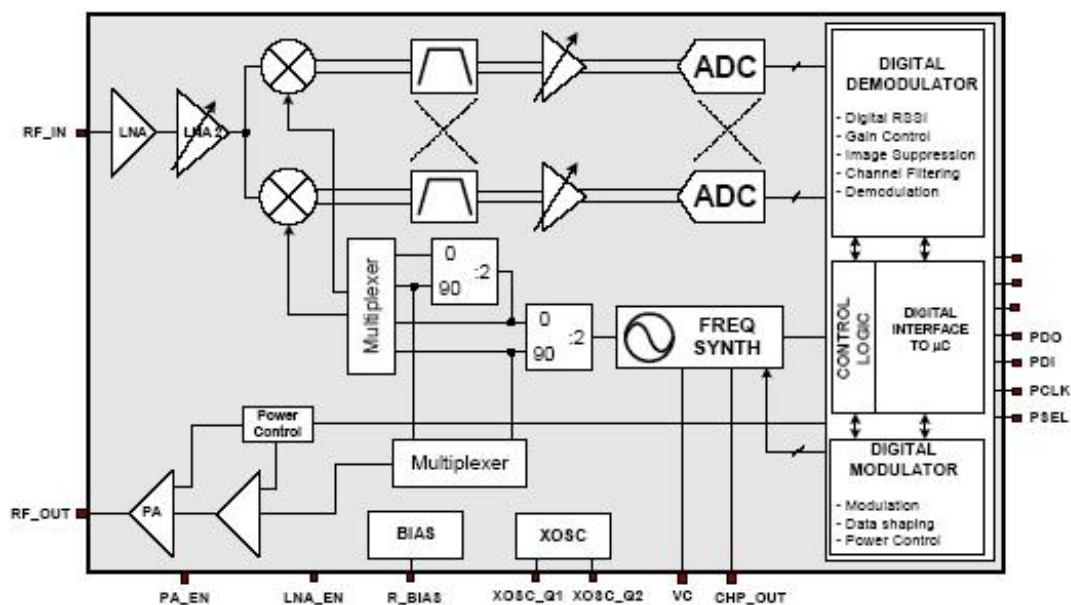 DIGITAL
DEMODULATOR
- Digital RSSI
- Gain Control
- Image Suppression
- Channel Filtering
- Demodulation
ADC
ADC
RF_IN
LNA
LNA 2
Multiplexer
0
90
:2
0
90
:2
FREQ
SYNTH
CONTROL
LOGIC
DIGITAL
INTERFACE
TO µC
PDO
PDI
PCLK
PSEL
Power
Control
Multiplexer
DIGITAL
MODULATOR
- Modulation
- Data shaping
- Power Control
RF_OUT
PA
BIAS
XOSC
PA_EN
LNA_EN
R_BIAS
XOSC_Q1
XOSC_Q2
VC
CHP_OUT